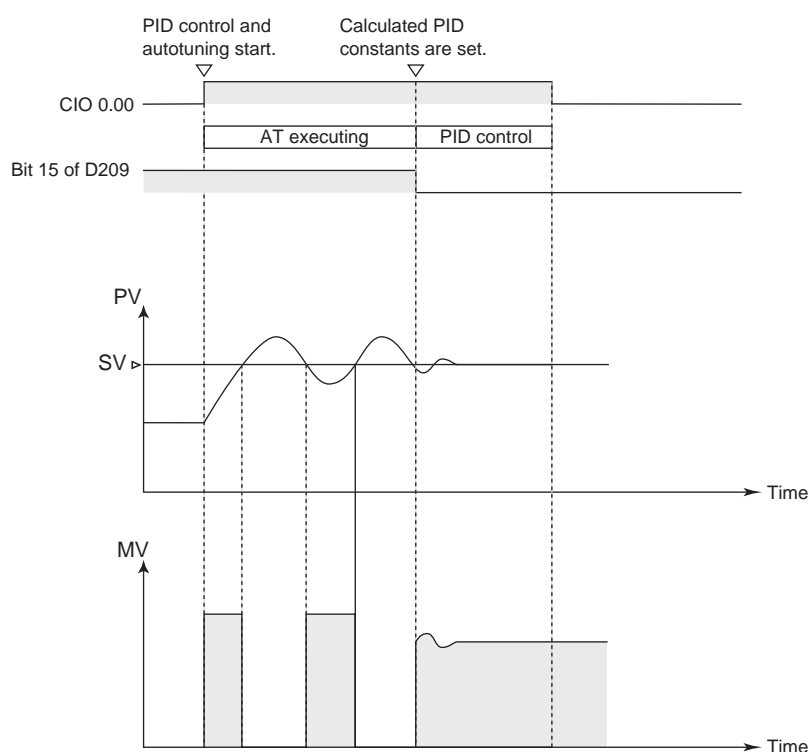 PID control and
autotuning start.
Calculated PID
constants are set.
CIO 0.00
AT executing
PID control
Bit 15 of D209
PV
SV
Time
MV
Time